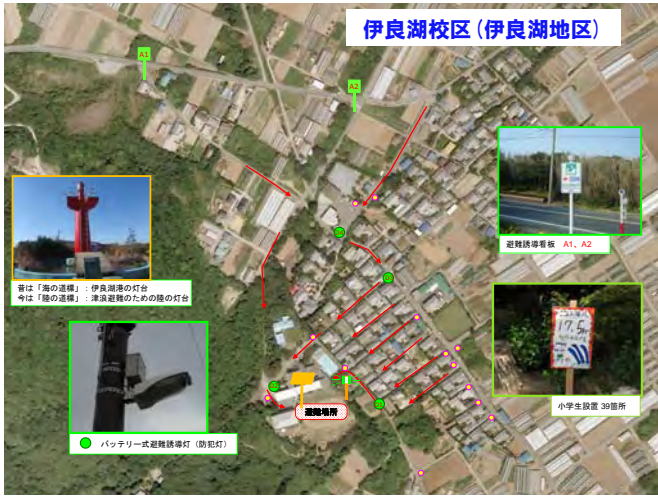 伊良湖校区(伊良湖地区)
A1
A2
避難誘導看板 A1、A2
昔は「海の道標」:伊良湖港の灯台
今は「陸の道標」:津浪避難のための陸の灯台
17.5m
小学生設置 39箇所
バッテリー式避難誘導灯(防犯灯)
避難場所